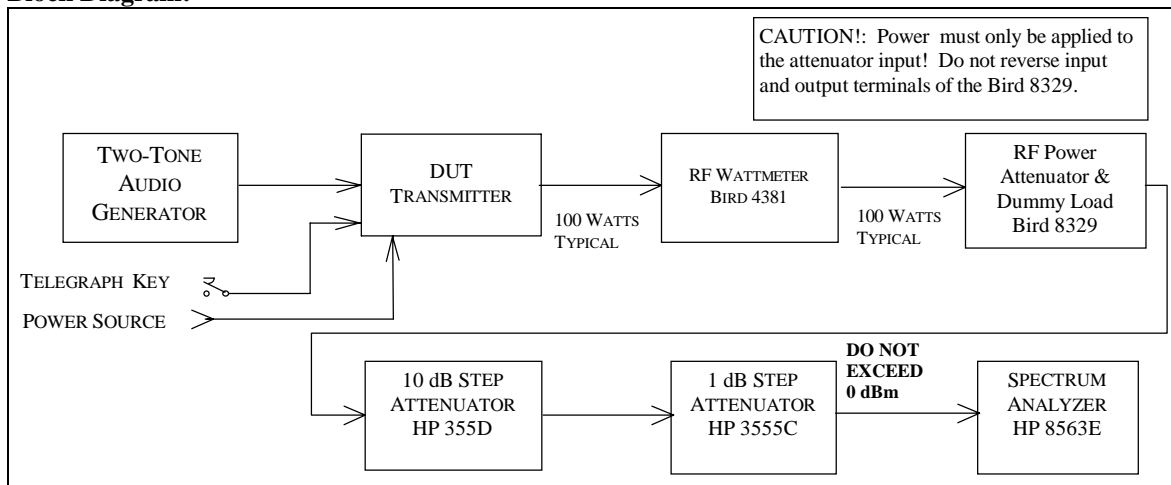 Block Diagram:
CAUTION!: Power must only be applied to
the attenuator input! Do not reverse input
and output terminals of the Bird 8329.
TWO-TONE
AUDIO
GENERATOR
DUT
TRANSMITTER
RF WATTMETER
BIRD 4381
RF Power
Attenuator &
Dummy Load
Bird 8329
100 WATTS
TYPICAL
100 WATTS
TYPICAL
TELEGRAPH KEY
POWER SOURCE
10 dB STEP
ATTENUATOR
HP 355D
1 dB STEP
ATTENUATOR
HP 3555C
DO NOT
EXCEED
0 dBm
SPECTRUM
ANALYZER
HP 8563E